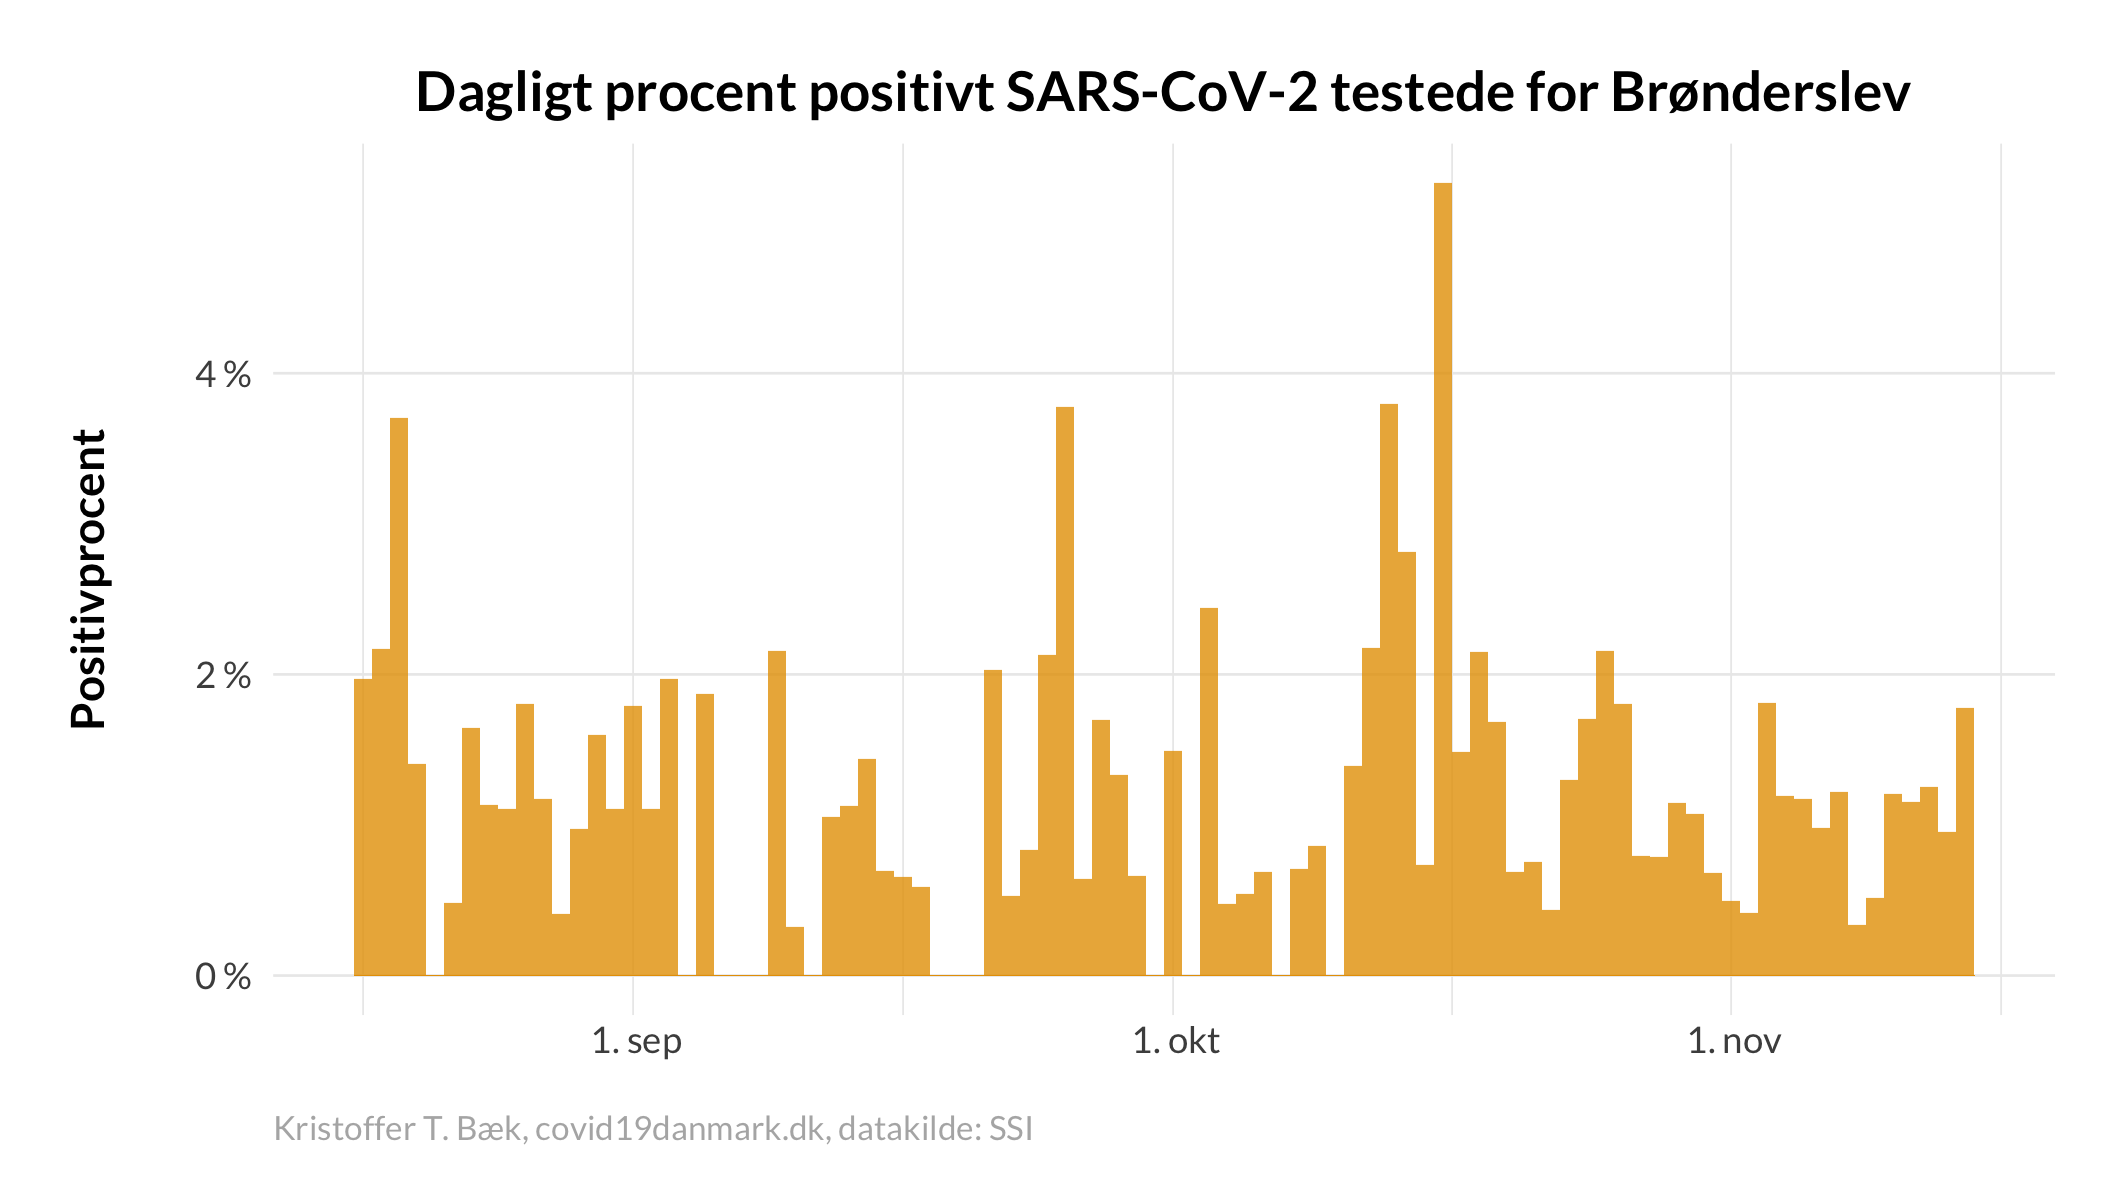 Dagligt procent positivt SARS-CoV-2 testede for Brønderslev
Positivprocent
4 %
2 %
0 %
1. sep
1. okt
1. nov
Kristoffer T. Bæk, covid19danmark.dk, datakilde: SSI